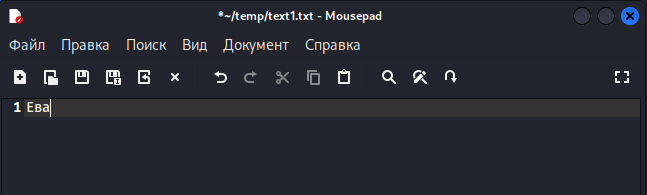 *~/temp/text1.txt - Mousepad
Файл Правка Поиск Вид Документ Справка
1 Ева